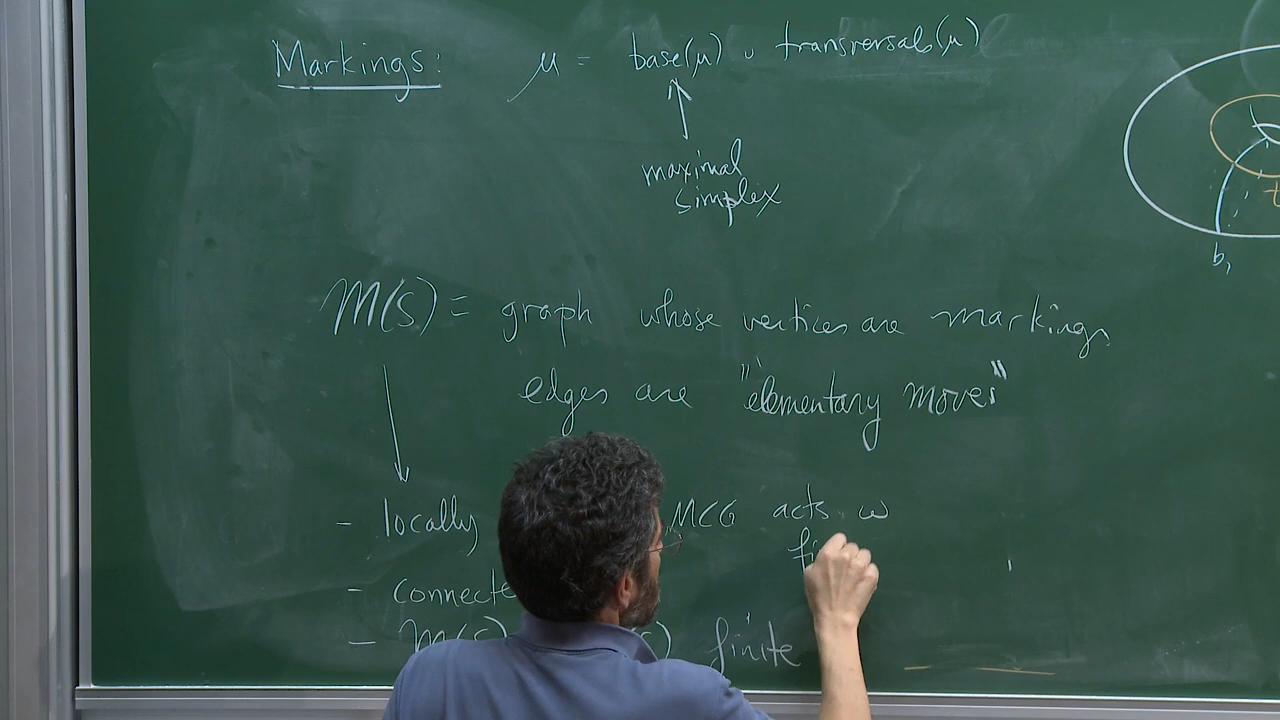 Markings: μ = base(μ) ∪ transversals(μ)
maximal
simplex
b₁
t
M(S) = graph whose vertices are markings
edges are "elementary moves"
- locally MCG acts w
fi
- connecte
- M(S) S) finite